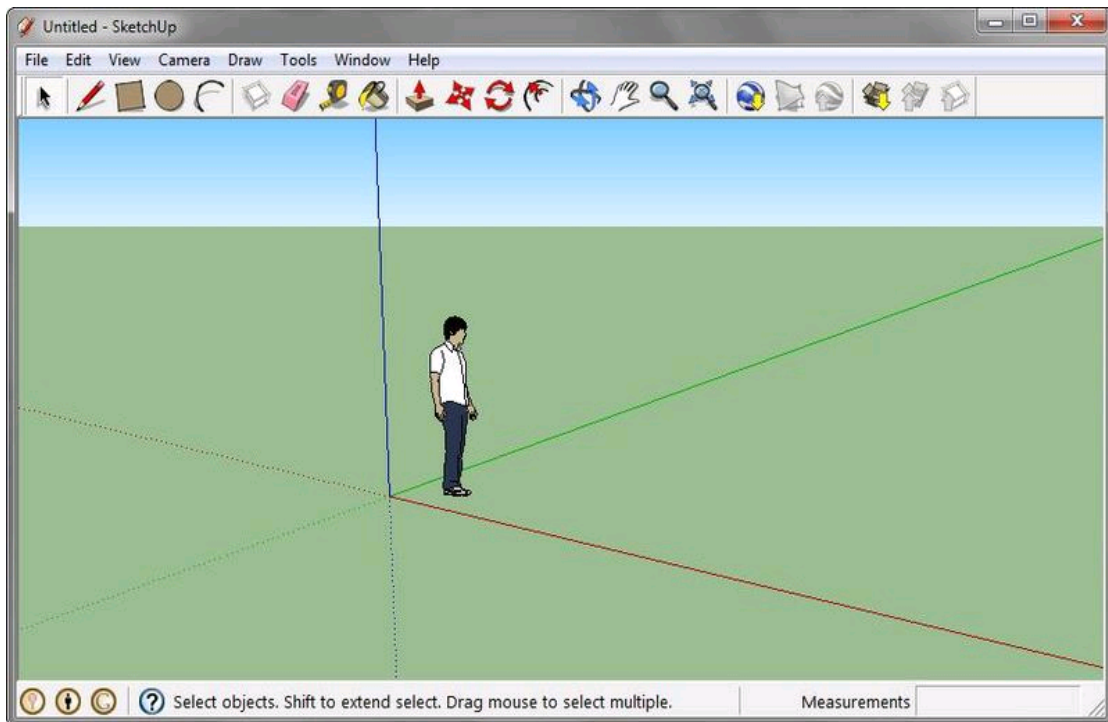 Untitled - SketchUp
File Edit View Camera Draw Tools Window Help
Select objects. Shift to extend select. Drag mouse to select multiple.
Measurements